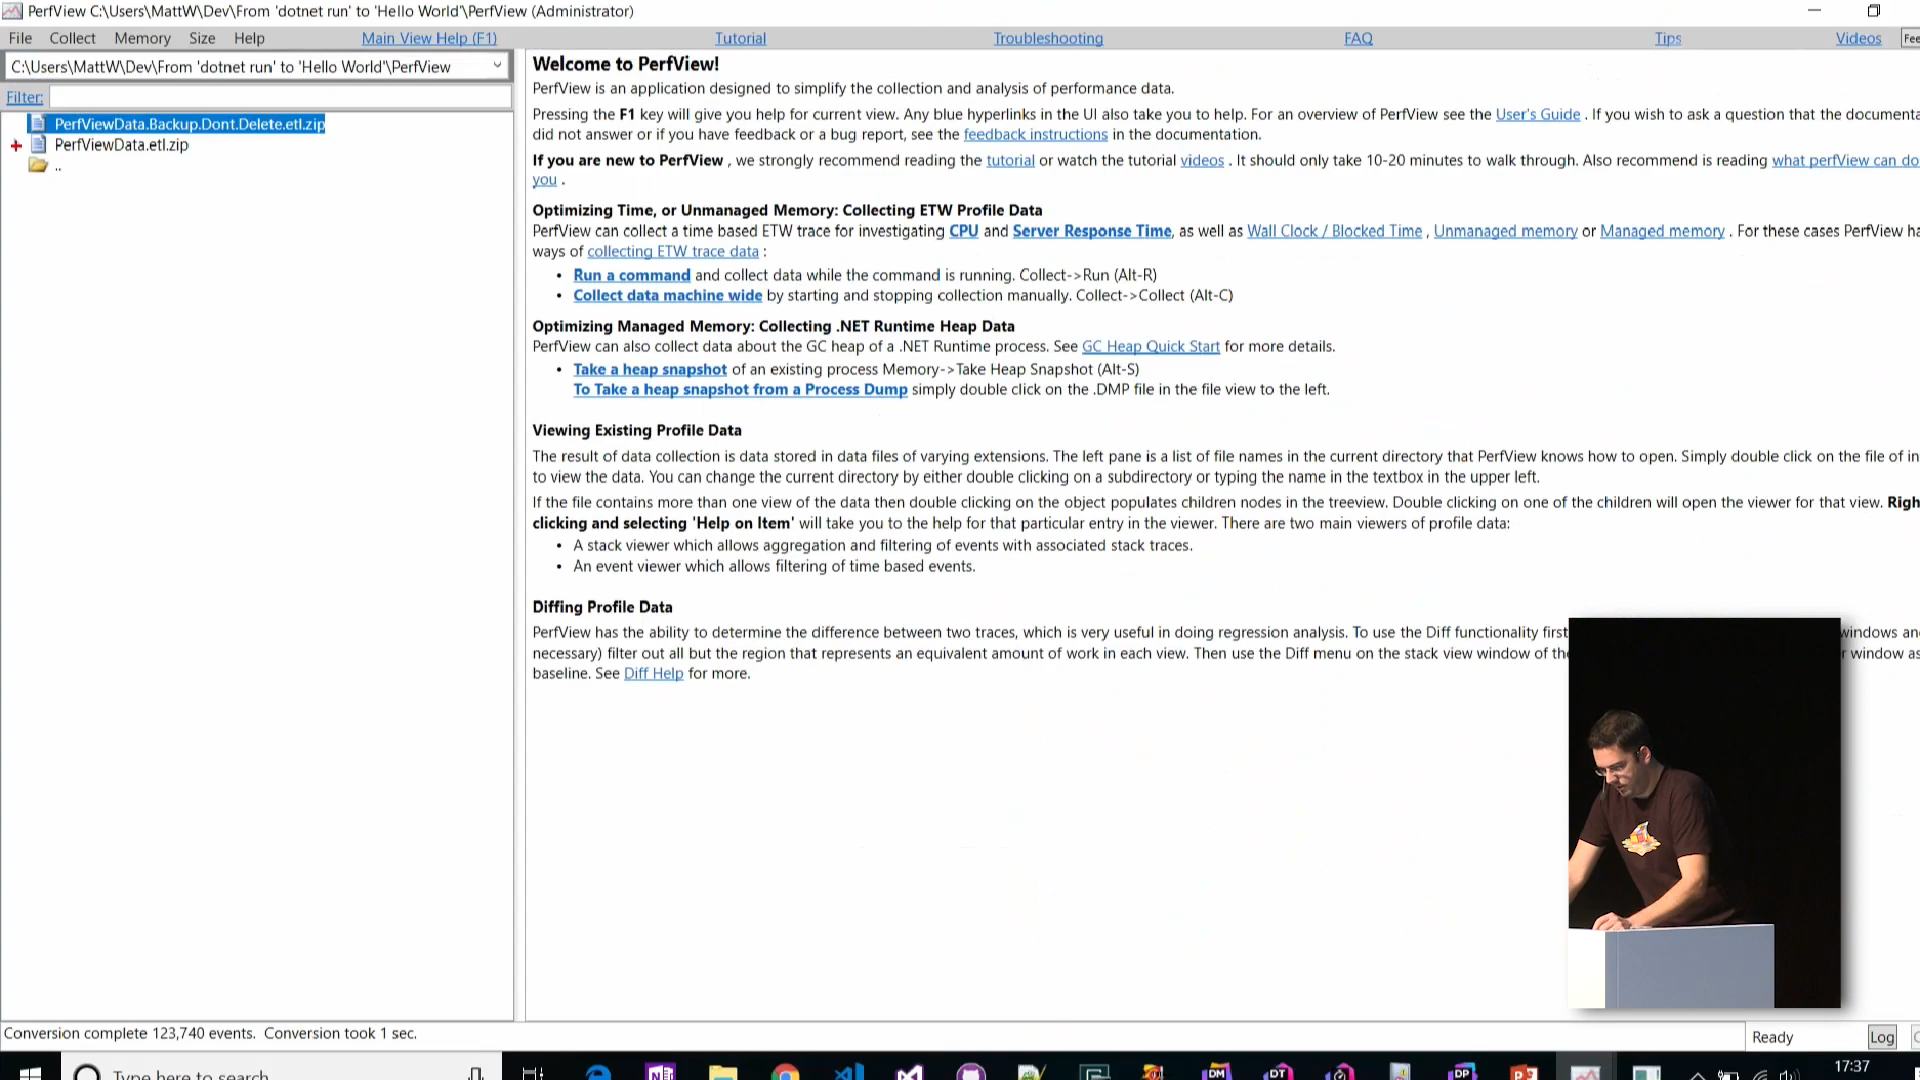 PerfView C:\Users\MattW\Dev\From 'dotnet run' to 'Hello World'\PerfView (Administrator)
File Collect Memory Size Help Main View Help (F1) Tutorial Troubleshooting FAQ Tips Videos Fee
C:\Users\MattW\Dev\From 'dotnet run' to 'Hello World'\PerfView
Filter:
PerfViewData.Backup.Dont.Delete.etl.zip
PerfViewData.etl.zip
..
Welcome to PerfView!
PerfView is an application designed to simplify the collection and analysis of performance data.
Pressing the F1 key will give you help for current view. Any blue hyperlinks in the UI also take you to help. For an overview of PerfView see the User's Guide . If you wish to ask a question that the documenta
did not answer or if you have feedback or a bug report, see the feedback instructions in the documentation.
If you are new to PerfView , we strongly recommend reading the tutorial or watch the tutorial videos . It should only take 10-20 minutes to walk through. Also recommend is reading what perfView can do
you .
Optimizing Time, or Unmanaged Memory: Collecting ETW Profile Data
PerfView can collect a time based ETW trace for investigating CPU and Server Response Time, as well as Wall Clock / Blocked Time , Unmanaged memory or Managed memory . For these cases PerfView ha
ways of collecting ETW trace data :
• Run a command and collect data while the command is running. Collect->Run (Alt-R)
• Collect data machine wide by starting and stopping collection manually. Collect->Collect (Alt-C)
Optimizing Managed Memory: Collecting .NET Runtime Heap Data
PerfView can also collect data about the GC heap of a .NET Runtime process. See GC Heap Quick Start for more details.
• Take a heap snapshot of an existing process Memory->Take Heap Snapshot (Alt-S)
To Take a heap snapshot from a Process Dump simply double click on the .DMP file in the file view to the left.
Viewing Existing Profile Data
The result of data collection is data stored in data files of varying extensions. The left pane is a list of file names in the current directory that PerfView knows how to open. Simply double click on the file of in
to view the data. You can change the current directory by either double clicking on a subdirectory or typing the name in the textbox in the upper left.
If the file contains more than one view of the data then double clicking on the object populates children nodes in the treeview. Double clicking on one of the children will open the viewer for that view. Righ
clicking and selecting 'Help on Item' will take you to the help for that particular entry in the viewer. There are two main viewers of profile data:
• A stack viewer which allows aggregation and filtering of events with associated stack traces.
• An event viewer which allows filtering of time based events.
Diffing Profile Data
PerfView has the ability to determine the difference between two traces, which is very useful in doing regression analysis. To use the Diff functionality first windows an
necessary) filter out all but the region that represents an equivalent amount of work in each view. Then use the Diff menu on the stack view window of the r window as
baseline. See Diff Help for more.
Conversion complete 123,740 events. Conversion took 1 sec.
Ready Log
Type here to search
DM DT DP
17:37